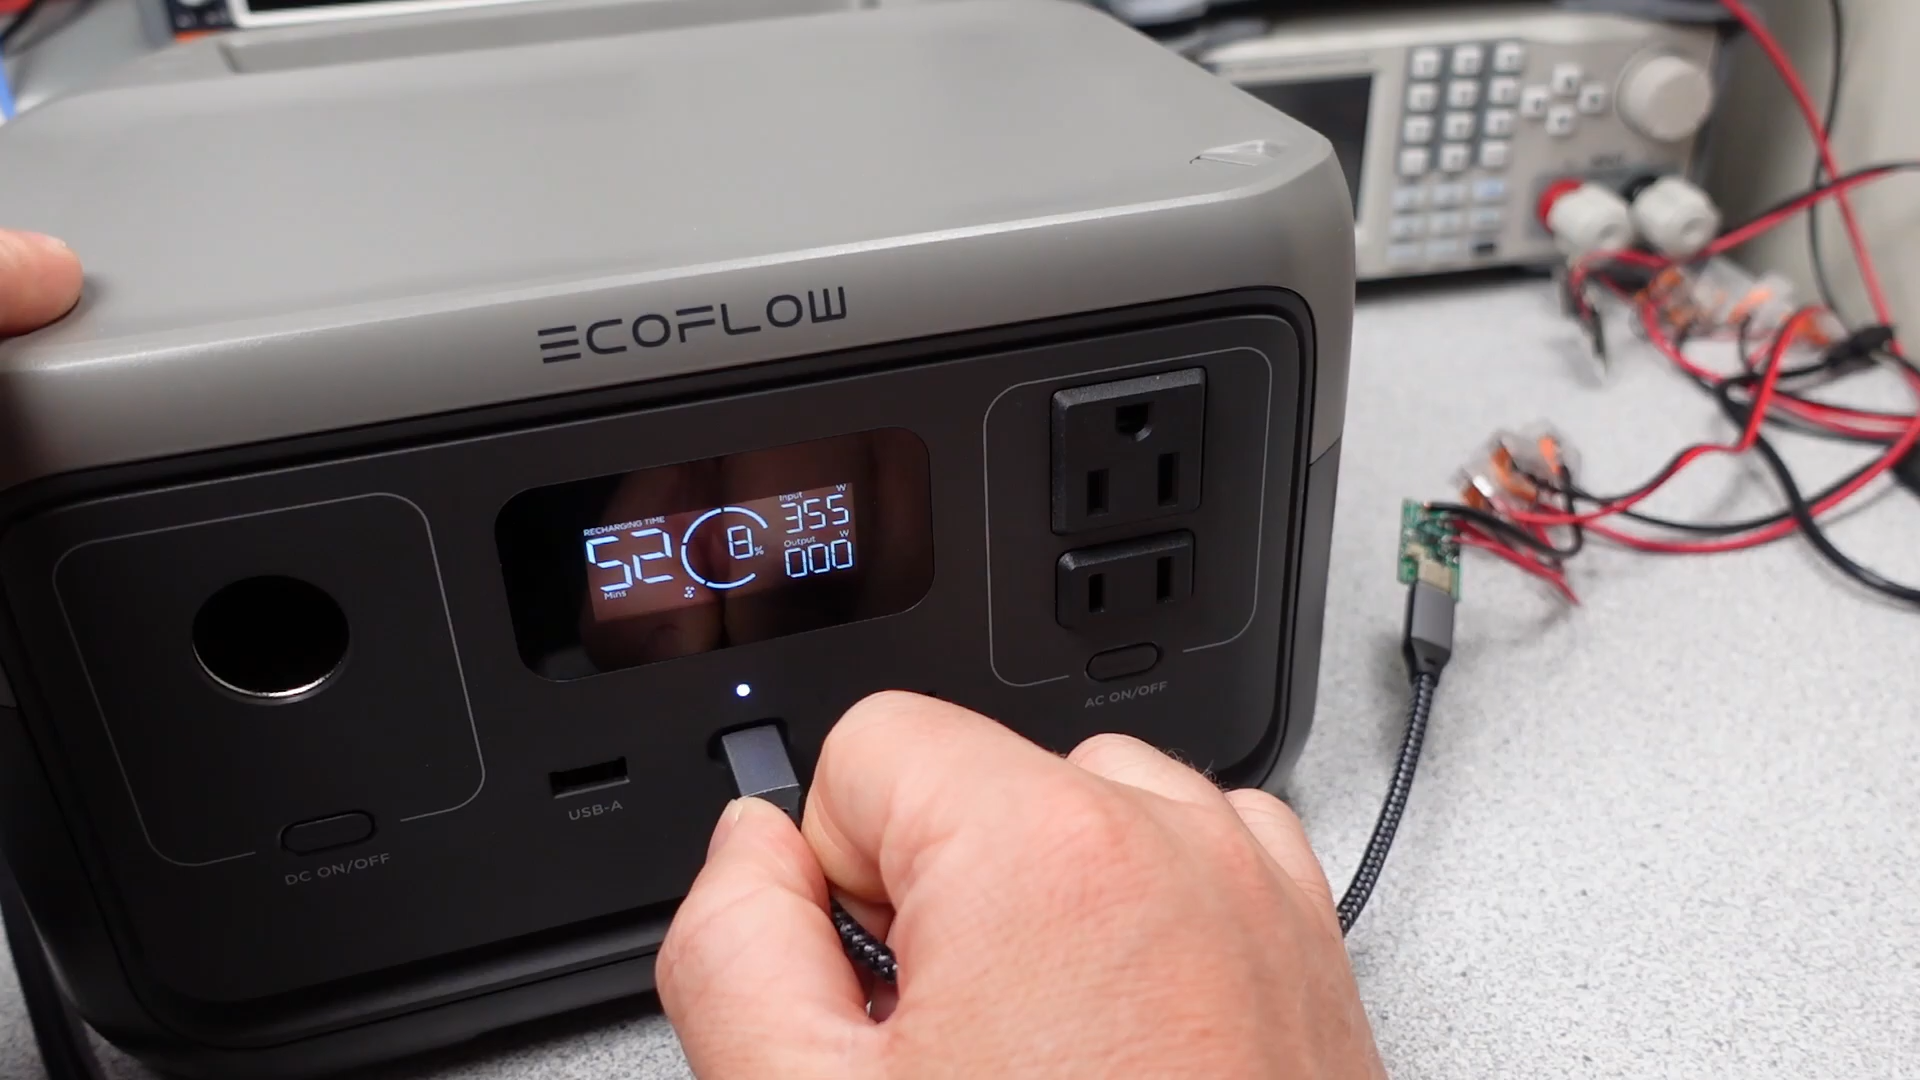 ECOFLOW
RECHARGING TIME
52
Mins
8%
Input
W
355
Output
W
000
USB-A
DC ON/OFF
AC ON/OFF